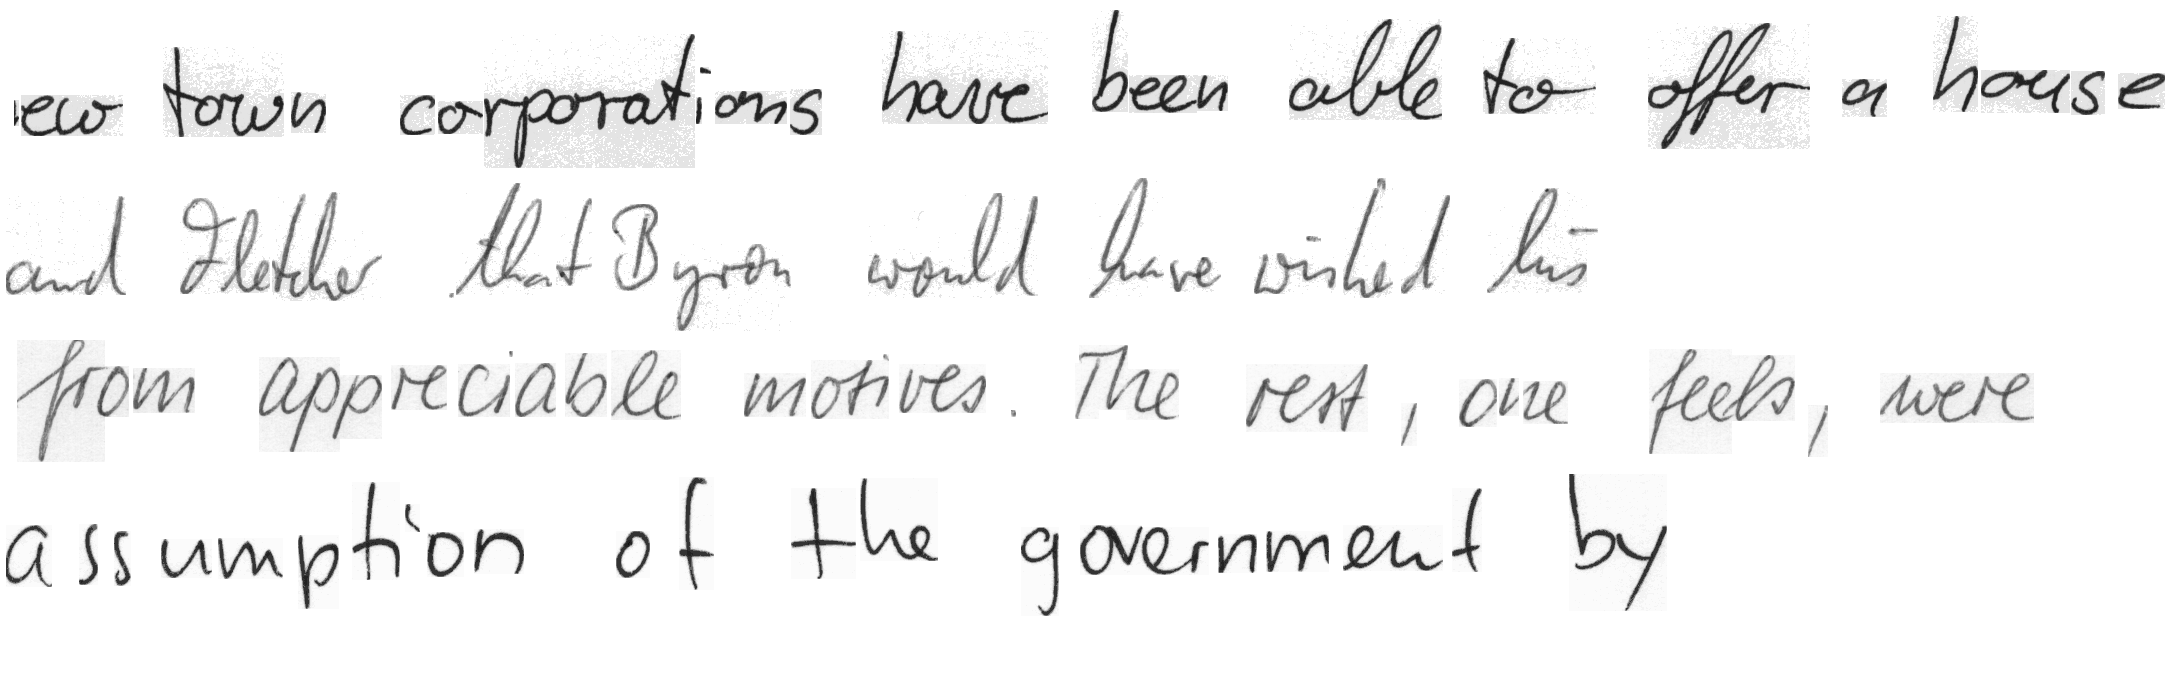 new town corporations have been able to offer a house
and Fletcher that Byron would have wished his
from appreciable motives. The rest, one feels, were
assumption of the government by